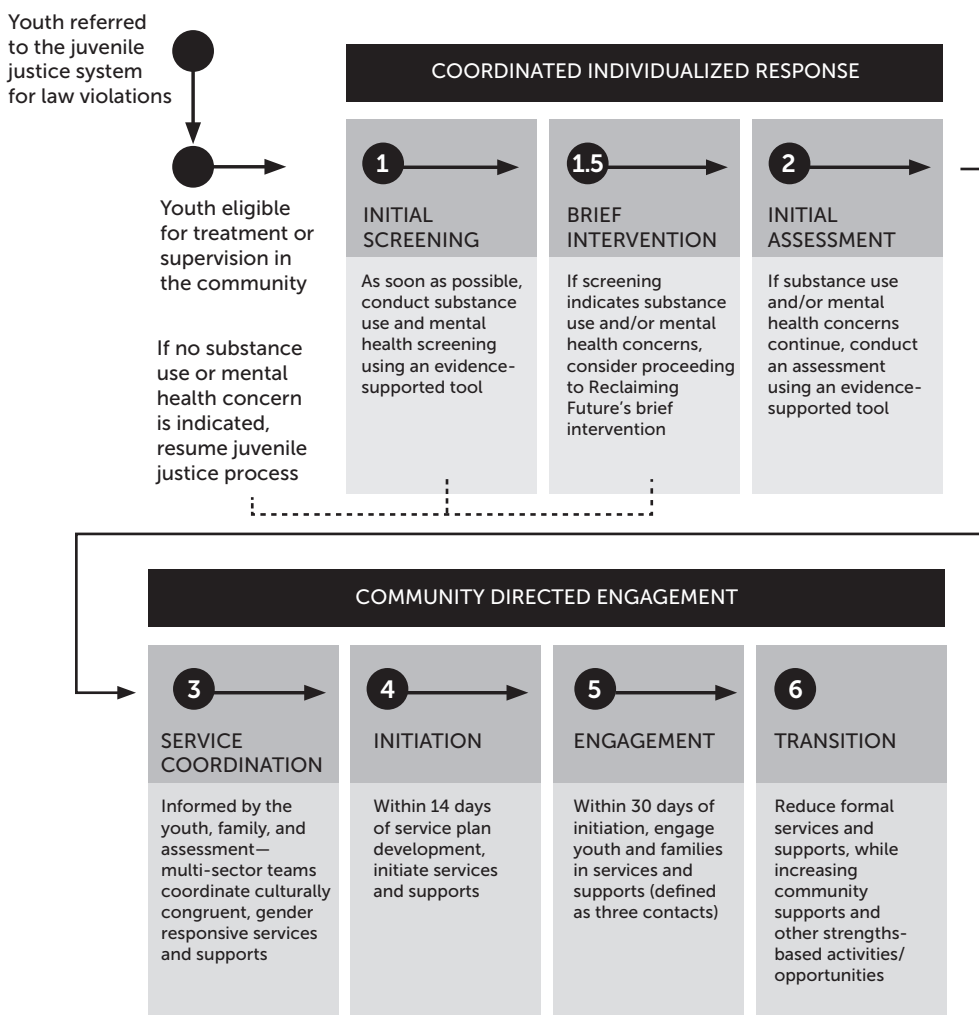 Youth referred
to the juvenile
justice system
for law violations
Youth eligible
for treatment or
supervision in
the community
If no substance
use or mental
health concern
is indicated,
resume juvenile
justice process
COORDINATED INDIVIDUALIZED RESPONSE
1
INITIAL
SCREENING
As soon as possible,
conduct substance
use and mental
health screening
using an evidence-
supported tool
1.5
BRIEF
INTERVENTION
If screening
indicates substance
use and/or mental
health concerns,
consider proceeding
to Reclaiming
Future's brief
intervention
2
INITIAL
ASSESSMENT
If substance use
and/or mental
health concerns
continue, conduct
an assessment
using an evidence-
supported tool
COMMUNITY DIRECTED ENGAGEMENT
3
SERVICE
COORDINATION
Informed by the
youth, family, and
assessment—
multi-sector teams
coordinate culturally
congruent, gender
responsive services
and supports
4
INITIATION
Within 14 days
of service plan
development,
initiate services
and supports
5
ENGAGEMENT
Within 30 days of
initiation, engage
youth and families
in services and
supports (defined
as three contacts)
6
TRANSITION
Reduce formal
services and
supports, while
increasing
community
supports and
other strengths-
based activities/
opportunities